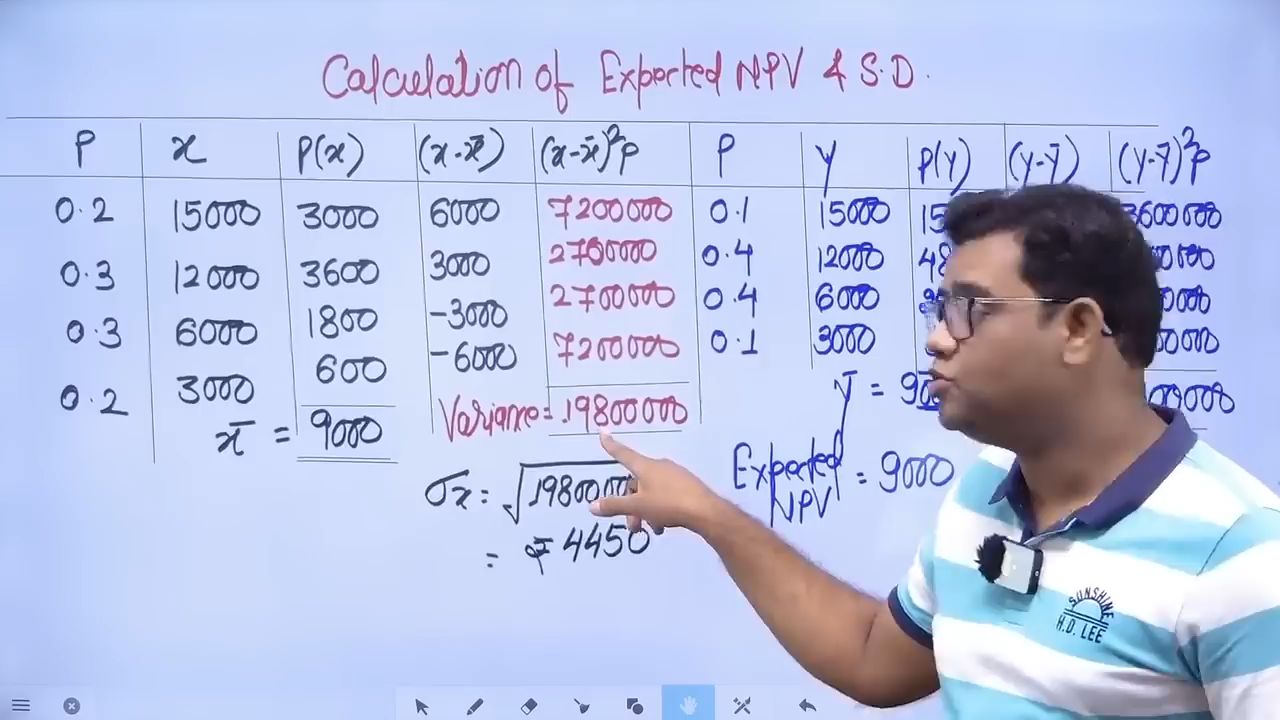 Calculation of Expected NPV & S.D.
P x P(x) (x-x̄) (x-x̄)²P P y P(y) (y-ȳ) (y-ȳ)²P
0.2 15000 3000 6000 7200000 0.1 15000 3600000
0.3 12000 3600 3000 2700000 0.4 12000
0.3 6000 1800 -3000 2700000 0.4 6000
0.2 3000 600 -6000 7200000 0.1 3000
x̄ = 9000 Variance = 19800000 ȳ =
σx = √
= ₹ 4450
Expected NPV = 9000
SUNSHINE
H.D. LEE